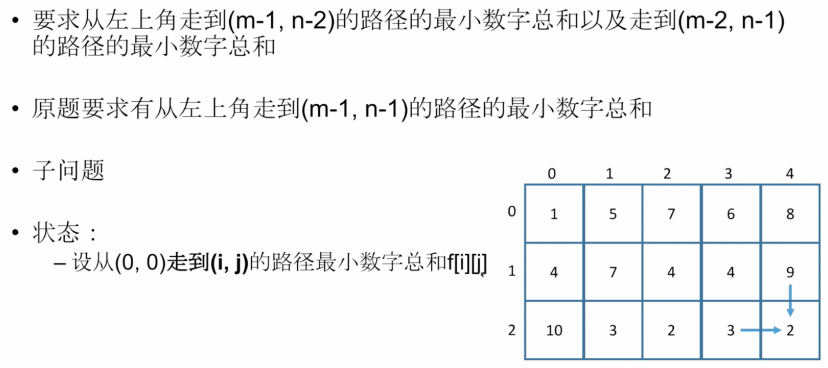 • 要求从左上角走到(m-1, n-2)的路径的最小数字总和以及走到(m-2, n-1)
的路径的最小数字总和
• 原题要求有从左上角走到(m-1, n-1)的路径的最小数字总和
• 子问题
• 状态：
– 设从(0, 0)走到(i, j)的路径最小数字总和f[i][j]
0 1 2 3 4
0 1 5 7 6 8
1 4 7 4 4 9
2 10 3 2 3 2